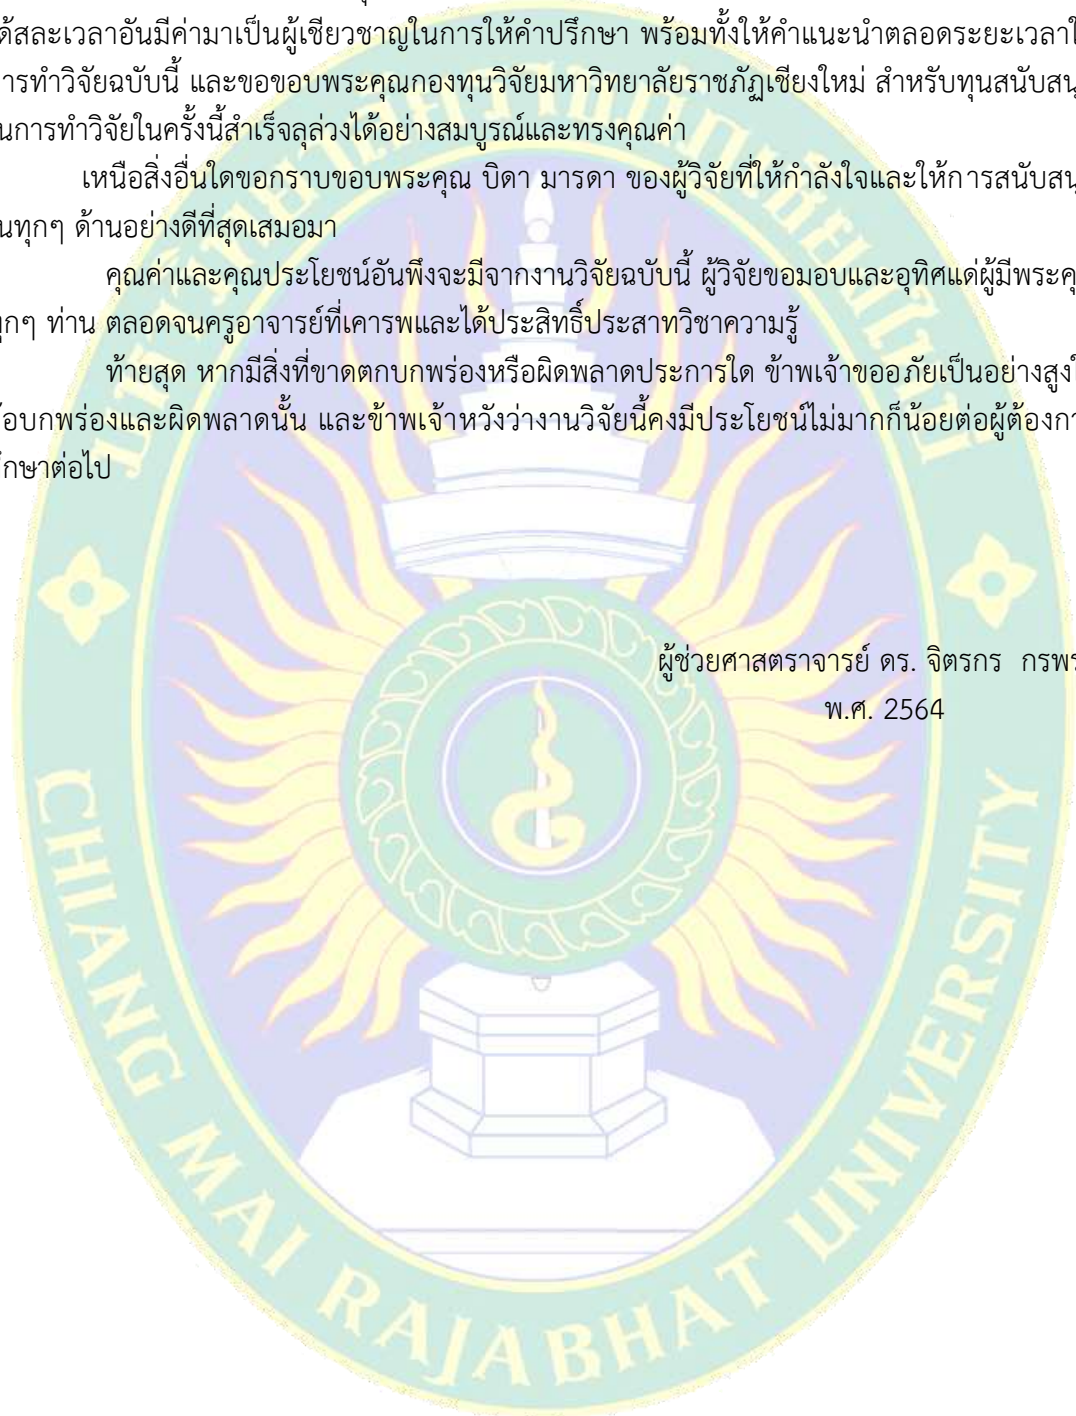 ด้สละเวลาอันมีค่ามาเป็นผู้เชียวชาญในการให้คำปรึกษา พร้อมทั้งให้คำแนะนำตลอดระยะเวลาใ
ารทำวิจัยฉบับนี้ และขอขอบพระคุณกองทุนวิจัยมหาวิทยาลัยราชภัฏเชียงใหม่ สำหรับทุนสนับสนุ
นการทำวิจัยในครั้งนี้สำเร็จลุล่วงได้อย่างสมบูรณ์และทรงคุณค่า
เหนือสิ่งอื่นใดขอกราบขอบพระคุณ บิดา มารดา ของผู้วิจัยที่ให้กำลังใจและให้การสนับสนุ
นทุกๆ ด้านอย่างดีที่สุดเสมอมา
คุณค่าและคุณประโยชน์อันพึงจะมีจากงานวิจัยฉบับนี้ ผู้วิจัยขอมอบและอุทิศแด่ผู้มีพระคุ
ุกๆ ท่าน ตลอดจนครูอาจารย์ที่เคารพและได้ประสิทธิ์ประสาทวิชาความรู้
ท้ายสุด หากมีสิ่งที่ขาดตกบกพร่องหรือผิดพลาดประการใด ข้าพเจ้าขออภัยเป็นอย่างสูงใ
้อบกพร่องและผิดพลาดนั้น และข้าพเจ้าหวังว่างานวิจัยนี้คงมีประโยชน์ไม่มากก็น้อยต่อผู้ต้องกา
ึกษาต่อไป
ผู้ช่วยศาสตราจารย์ ดร. จิตรกร กรพร
พ.ศ. 2564
มหาวิทยาลัยราชภัฏเชียงใหม่
CHIANG MAI RAJABHAT UNIVERSITY